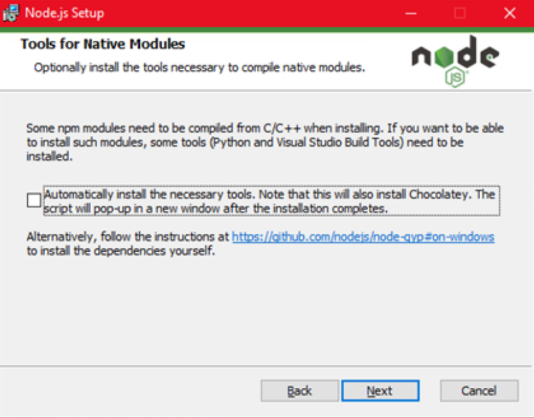 Node.js Setup
Tools for Native Modules
Optionally install the tools necessary to compile native modules.
node
JS
Some npm modules need to be compiled from C/C++ when installing. If you want to be able
to install such modules, some tools (Python and Visual Studio Build Tools) need to be
installed.
Automatically install the necessary tools. Note that this will also install Chocolatey. The
script will pop-up in a new window after the installation completes.
Alternatively, follow the instructions at https://github.com/nodejs/node-gyp#on-windows
to install the dependencies yourself.
Back Next Cancel